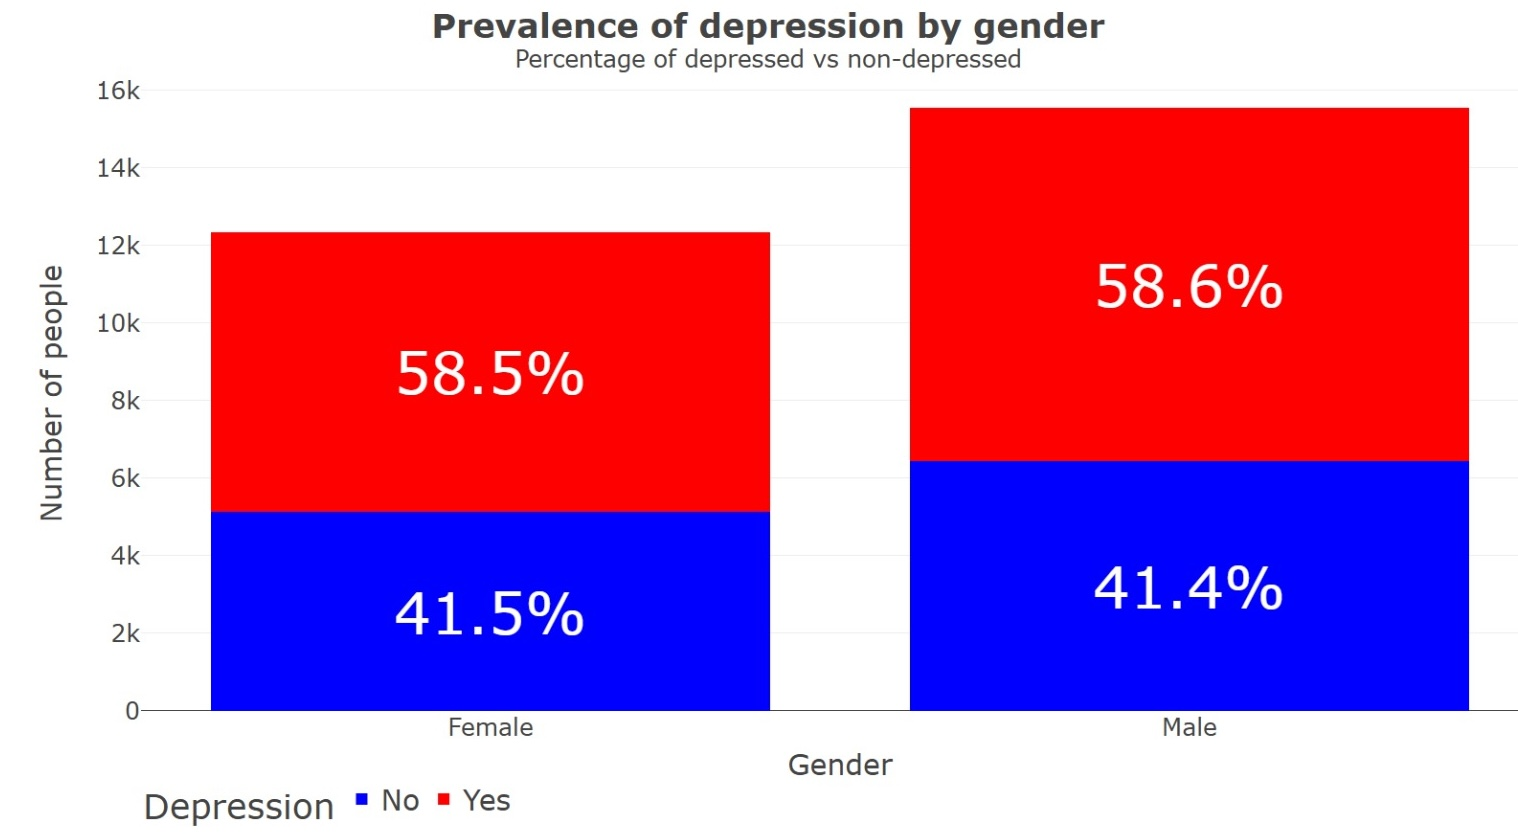 Prevalence of depression by gender
Percentage of depressed vs non-depressed
Number of people
16k
14k
12k
10k
8k
6k
4k
2k
0
58.5%
41.5%
58.6%
41.4%
Female
Male
Gender
Depression No Yes